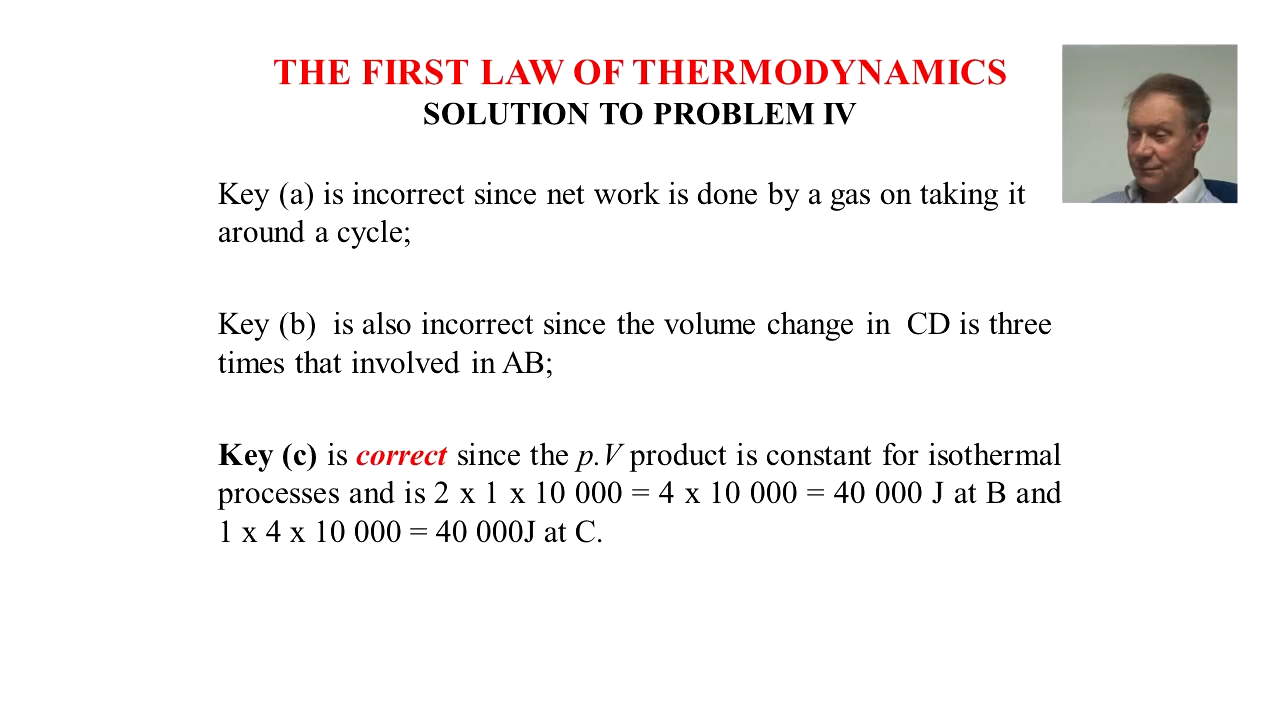 THE FIRST LAW OF THERMODYNAMICS
SOLUTION TO PROBLEM IV
Key (a) is incorrect since net work is done by a gas on taking it
around a cycle;
Key (b) is also incorrect since the volume change in CD is three
times that involved in AB;
Key (c) is correct since the p.V product is constant for isothermal
processes and is 2 x 1 x 10 000 = 4 x 10 000 = 40 000 J at B and
1 x 4 x 10 000 = 40 000J at C.